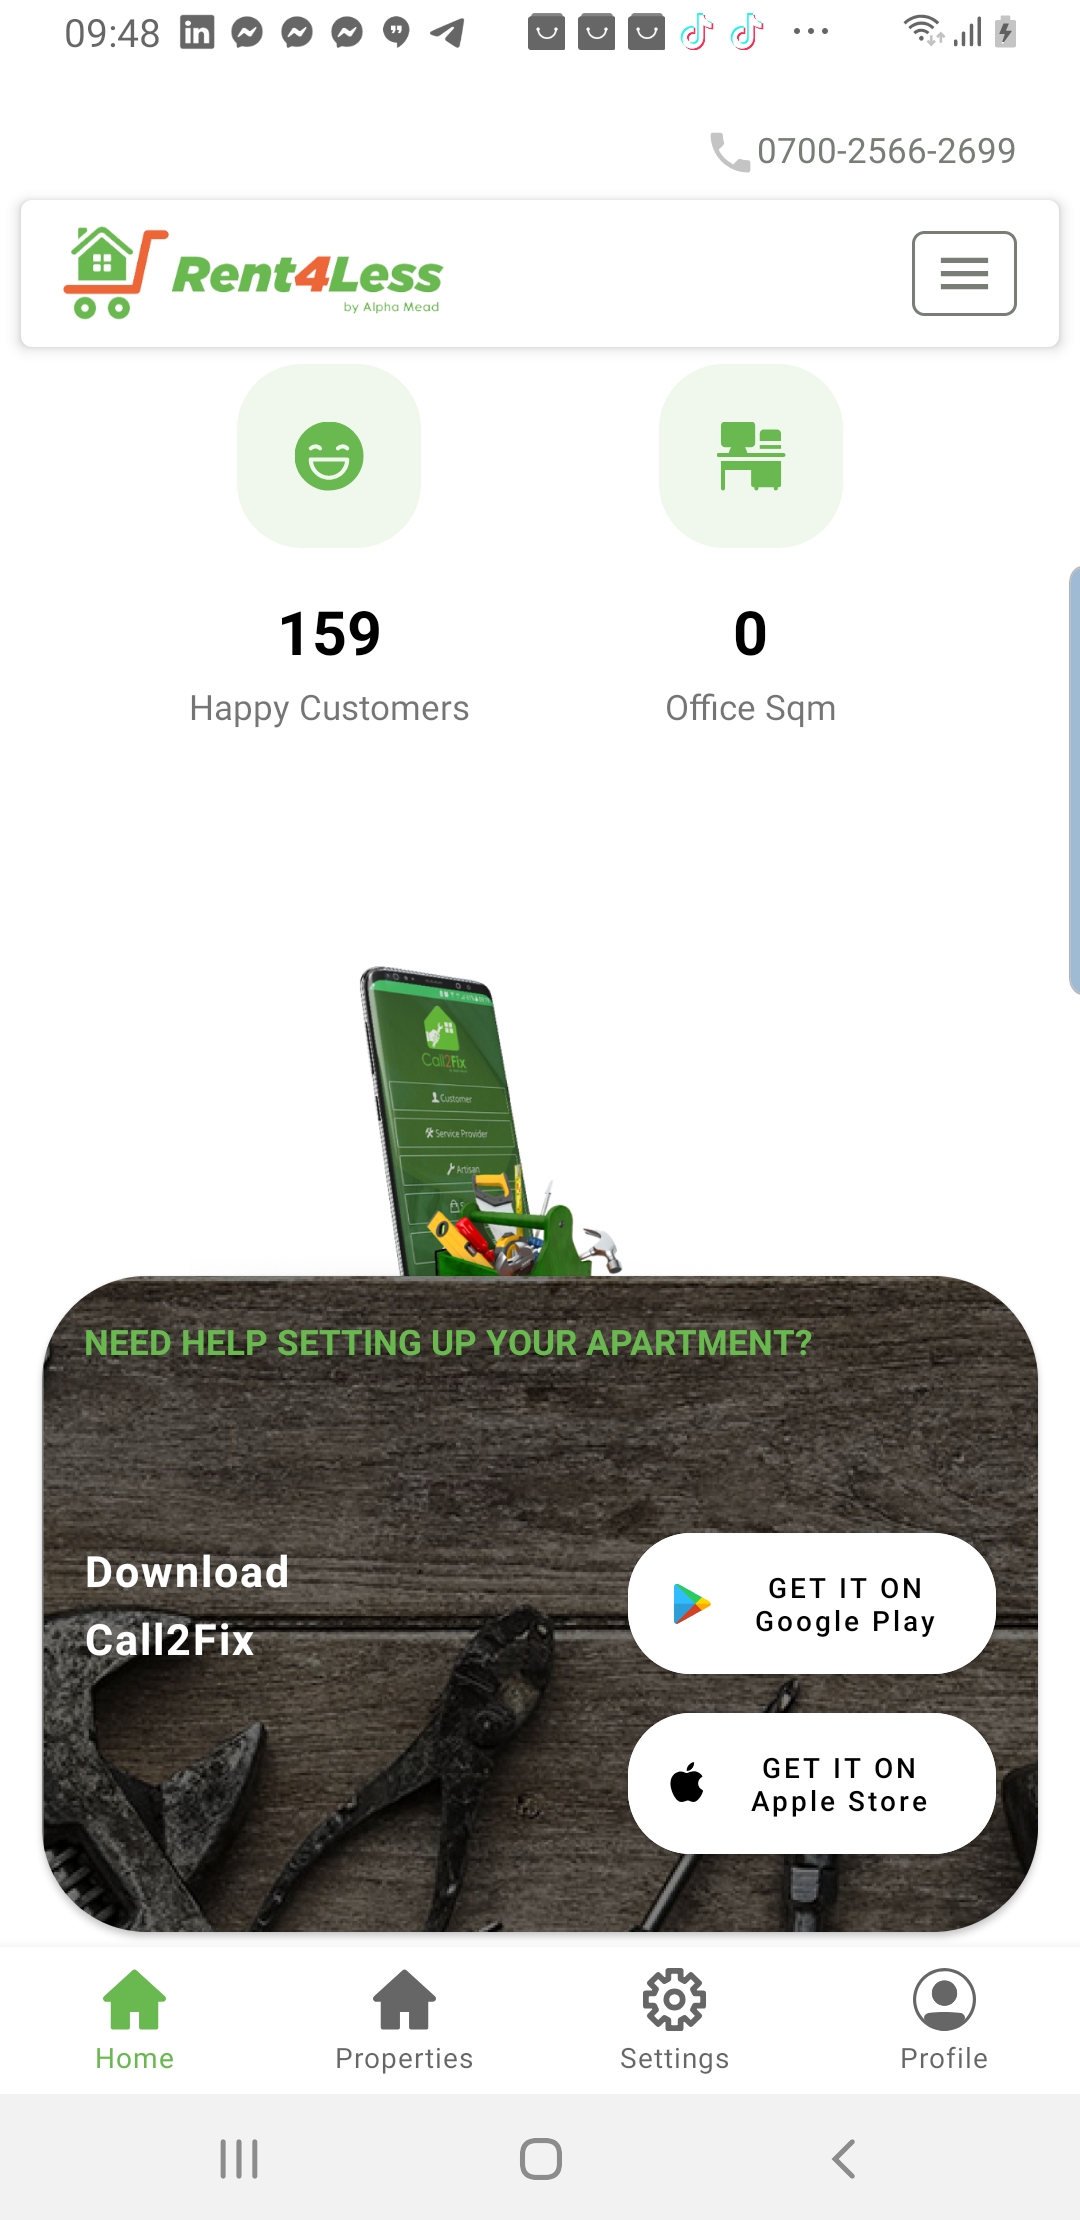 09:48
0700-2566-2699
Rent4Less
by Alpha Mead
159
Happy Customers
0
Office Sqm
Call2Fix
Customer
Service Provider
Artisan
NEED HELP SETTING UP YOUR APARTMENT?
Download
Call2Fix
GET IT ON
Google Play
GET IT ON
Apple Store
Home
Properties
Settings
Profile